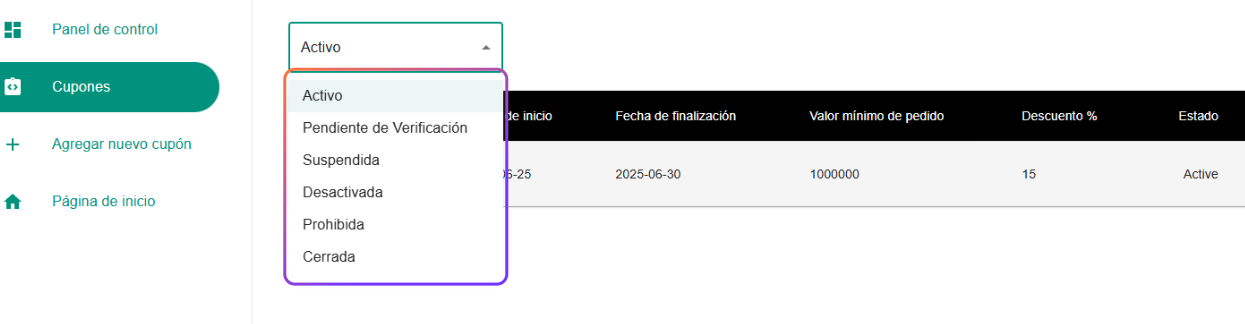 Panel de control
Cupones
Agregar nuevo cupón
Página de inicio
Activo
Activo
Pendiente de Verificación
Suspendida
Desactivada
Prohibida
Cerrada
de inicio Fecha de finalización Valor mínimo de pedido Descuento % Estado
06-25 2025-06-30 1000000 15 Active